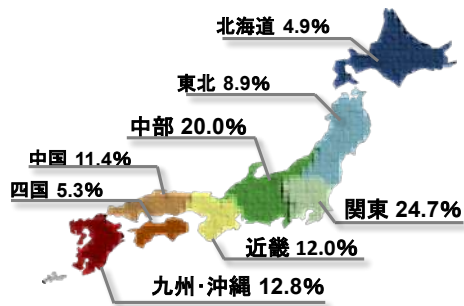 北海道 4.9%
東北 8.9%
中部 20.0%
中国 11.4%
四国 5.3%
関東 24.7%
近畿 12.0%
九州･沖縄 12.8%